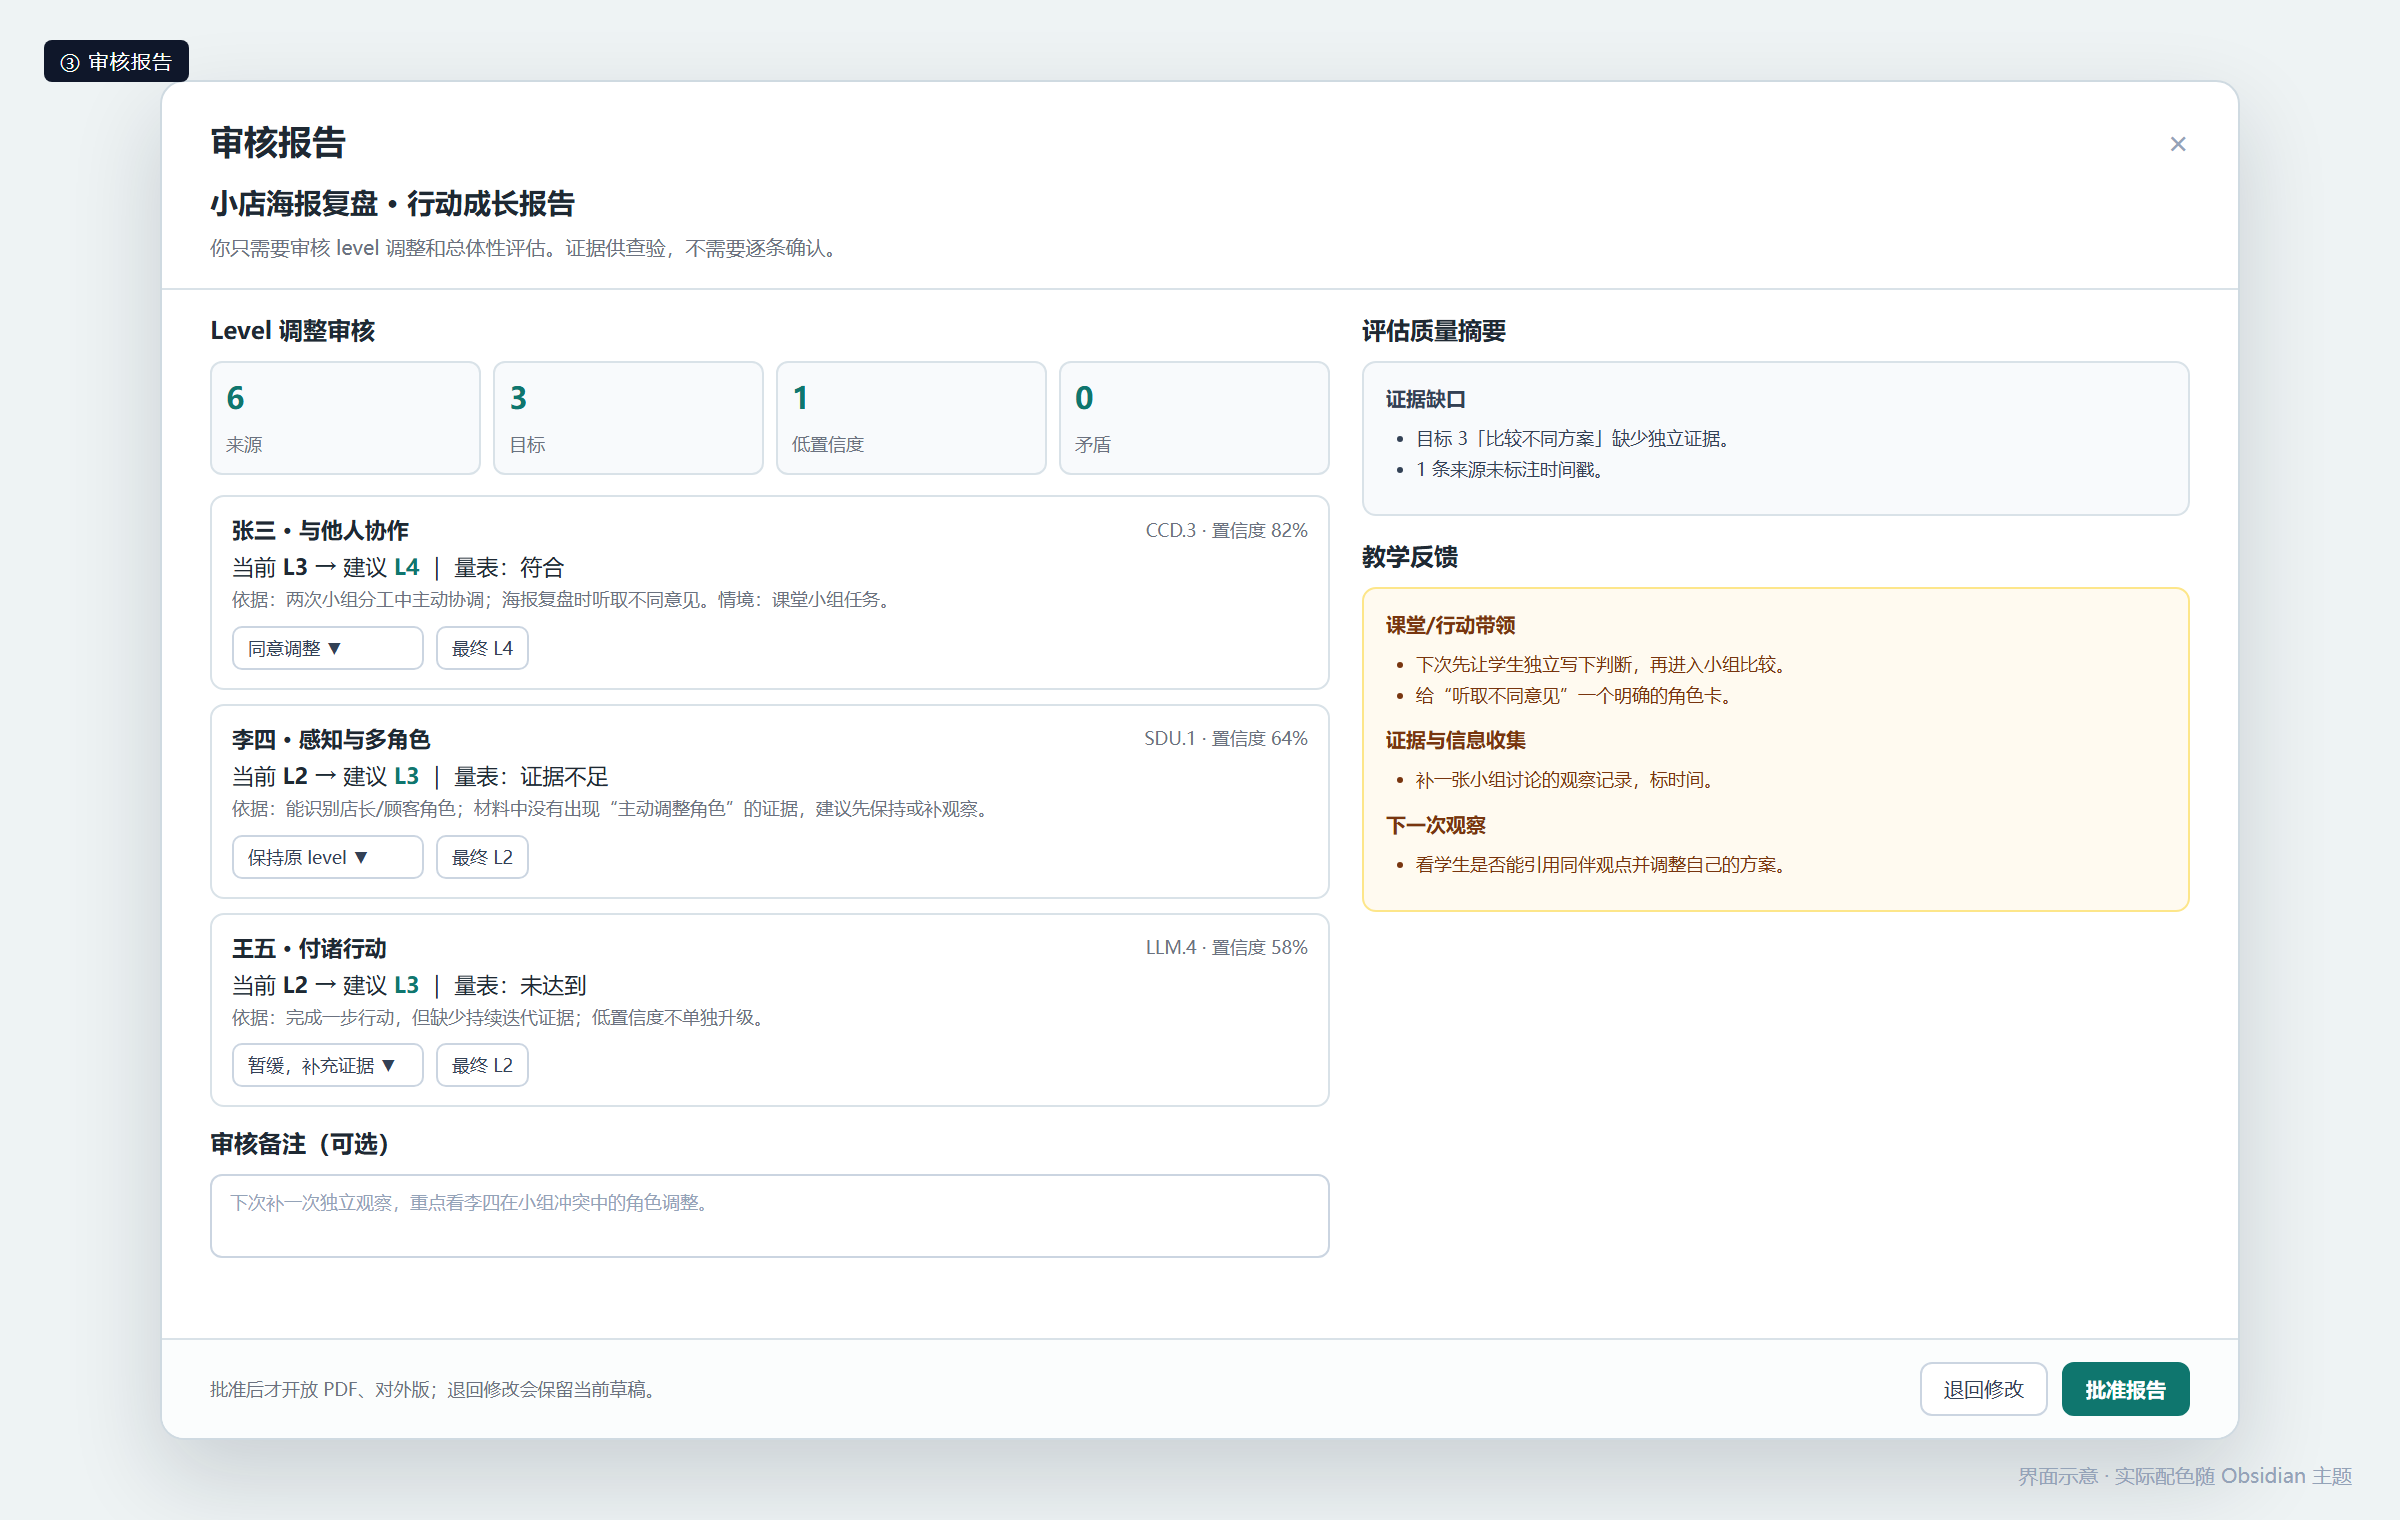 ③ 审核报告
审核报告
×
小店海报复盘 · 行动成长报告
你只需要审核 level 调整和总体性评估。证据供查验，不需要逐条确认。
Level 调整审核
6
来源
3
目标
1
低置信度
0
矛盾
张三 · 与他人协作
CCD.3 · 置信度 82%
当前 L3 → 建议 L4 ｜ 量表：符合
依据：两次小组分工中主动协调；海报复盘时听取不同意见。情境：课堂小组任务。
同意调整 ▼
最终 L4
李四 · 感知与多角色
SDU.1 · 置信度 64%
当前 L2 → 建议 L3 ｜ 量表：证据不足
依据：能识别店长/顾客角色；材料中没有出现“主动调整角色”的证据，建议先保持或补观察。
保持原 level ▼
最终 L2
王五 · 付诸行动
LLM.4 · 置信度 58%
当前 L2 → 建议 L3 ｜ 量表：未达到
依据：完成一步行动，但缺少持续迭代证据；低置信度不单独升级。
暂缓，补充证据 ▼
最终 L2
审核备注（可选）
下次补一次独立观察，重点看李四在小组冲突中的角色调整。
评估质量摘要
证据缺口
• 目标 3「比较不同方案」缺少独立证据。
• 1 条来源未标注时间戳。
教学反馈
课堂/行动带领
• 下次先让学生独立写下判断，再进入小组比较。
• 给“听取不同意见”一个明确的角色卡。
证据与信息收集
• 补一张小组讨论的观察记录，标时间。
下一次观察
• 看学生是否能引用同伴观点并调整自己的方案。
批准后才开放 PDF、对外版；退回修改会保留当前草稿。
退回修改
批准报告
界面示意 · 实际配色随 Obsidian 主题